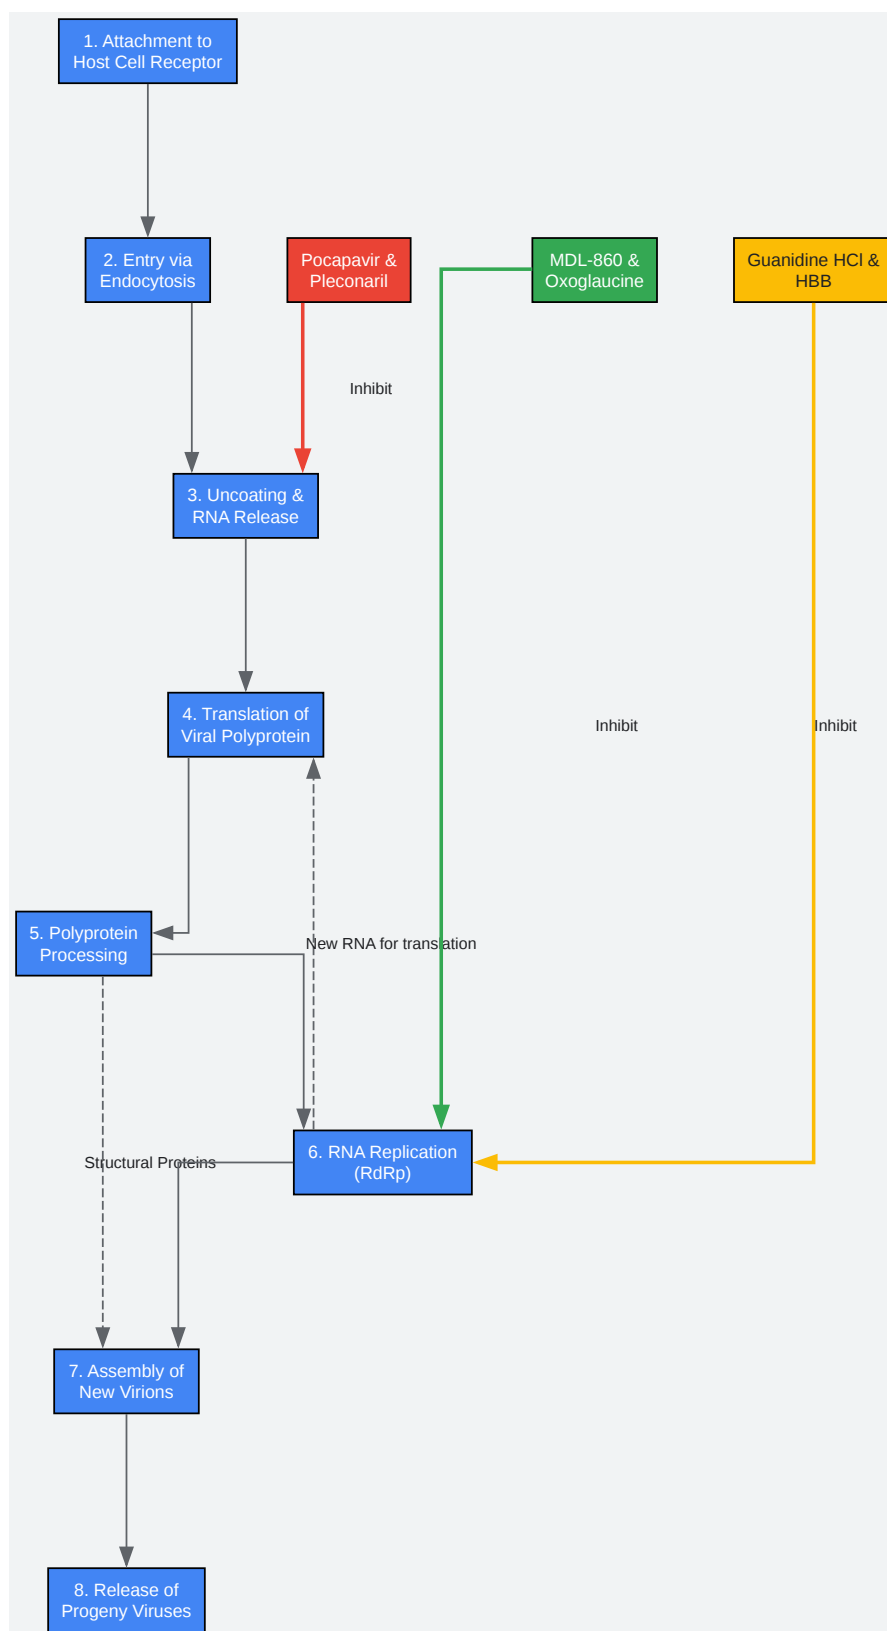 1. Attachment to
Host Cell Receptor
2. Entry via
Endocytosis
Pocapavir &
Pleconaril
MDL-860 &
Oxoglaucine
Guanidine HCl &
HBB
Inhibit
3. Uncoating &
RNA Release
4. Translation of
Viral Polyprotein
Inhibit
Inhibit
5. Polyprotein
Processing
New RNA for translation
6. RNA Replication
(RdRp)
Structural Proteins
7. Assembly of
New Virions
8. Release of
Progeny Viruses